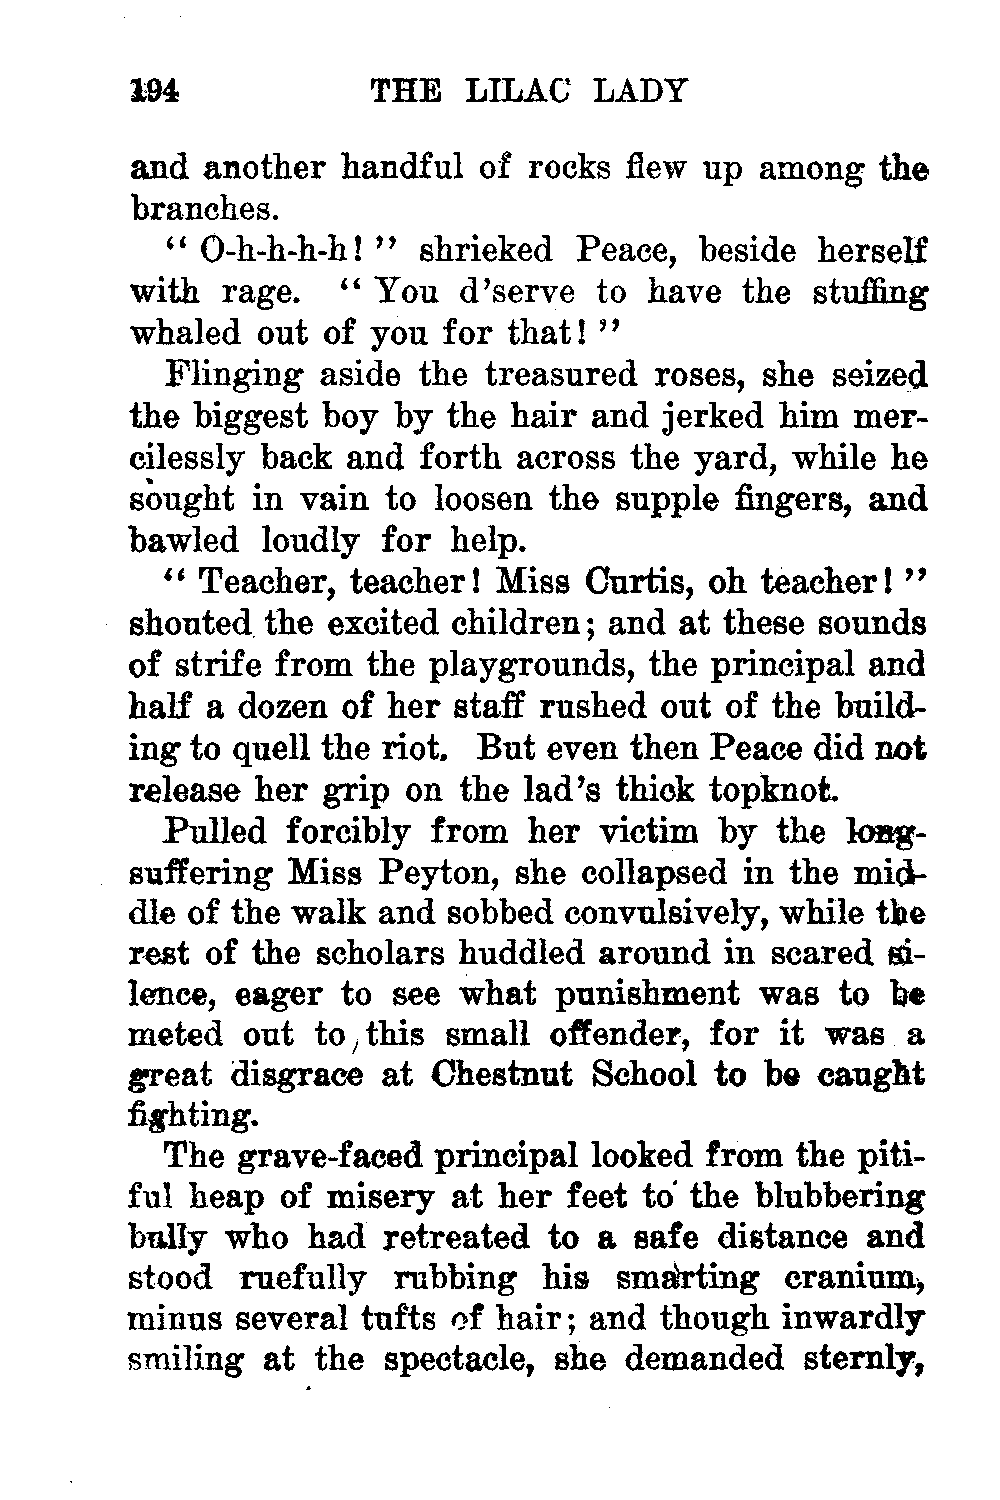 194 THE LILAC LADY
and another handful of rocks flew up among the
branches.
“ O-h-h-h-h! ” shrieked Peace, beside herself
with rage. “ You d’serve to have the stuffing
whaled out of you for that! ”
Flinging aside the treasured roses, she seized
the biggest boy by the hair and jerked him mer-
cilessly back and forth across the yard, while he
sought in vain to loosen the supple fingers, and
bawled loudly for help.
“ Teacher, teacher! Miss Curtis, oh teacher! ”
shouted the excited children; and at these sounds
of strife from the playgrounds, the principal and
half a dozen of her staff rushed out of the build-
ing to quell the riot. But even then Peace did not
release her grip on the lad’s thick topknot.
Pulled forcibly from her victim by the long-
suffering Miss Peyton, she collapsed in the mid-
dle of the walk and sobbed convulsively, while the
rest of the scholars huddled around in scared si-
lence, eager to see what punishment was to be
meted out to this small offender, for it was a
great disgrace at Chestnut School to be caught
fighting.
The grave-faced principal looked from the piti-
ful heap of misery at her feet to the blubbering
bully who had retreated to a safe distance and
stood ruefully rubbing his smarting cranium,
minus several tufts of hair; and though inwardly
smiling at the spectacle, she demanded sternly,